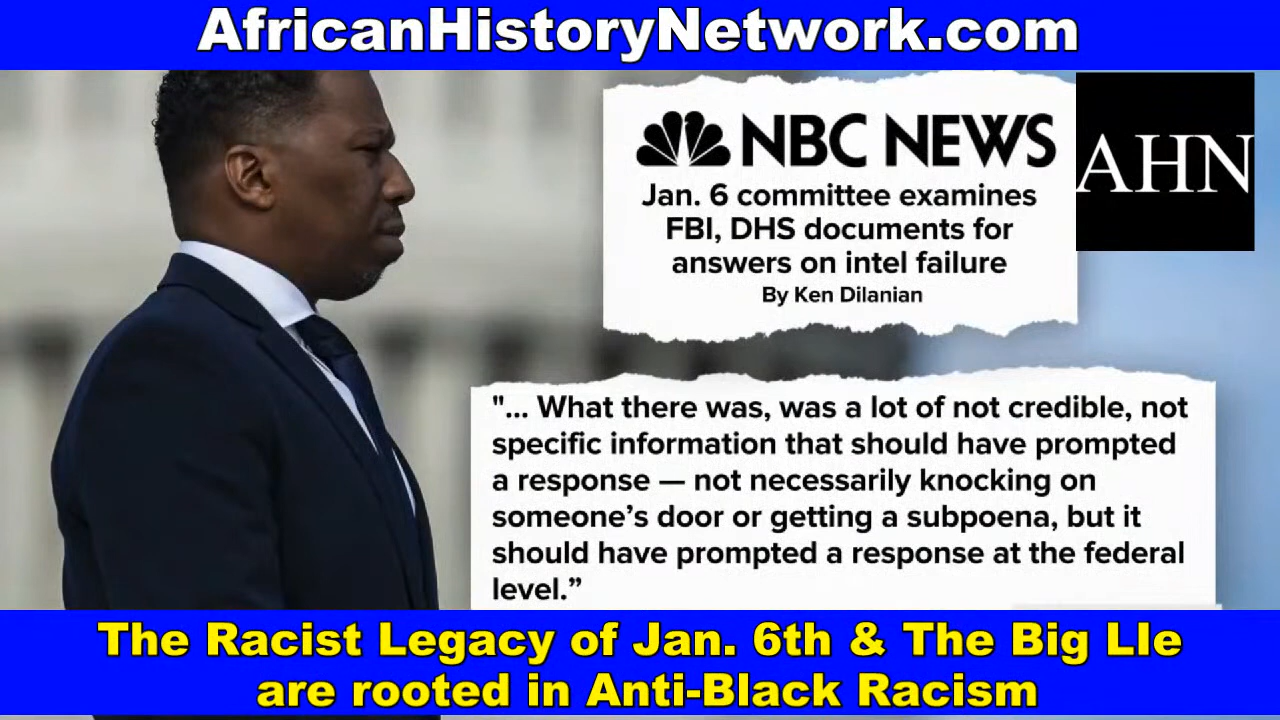 AfricanHistoryNetwork.com
NBC NEWS
AHN
Jan. 6 committee examines
FBI, DHS documents for
answers on intel failure
By Ken Dilanian
"... What there was, was a lot of not credible, not
specific information that should have prompted
a response — not necessarily knocking on
someone’s door or getting a subpoena, but it
should have prompted a response at the federal
level.”
The Racist Legacy of Jan. 6th & The Big LIe
are rooted in Anti-Black Racism